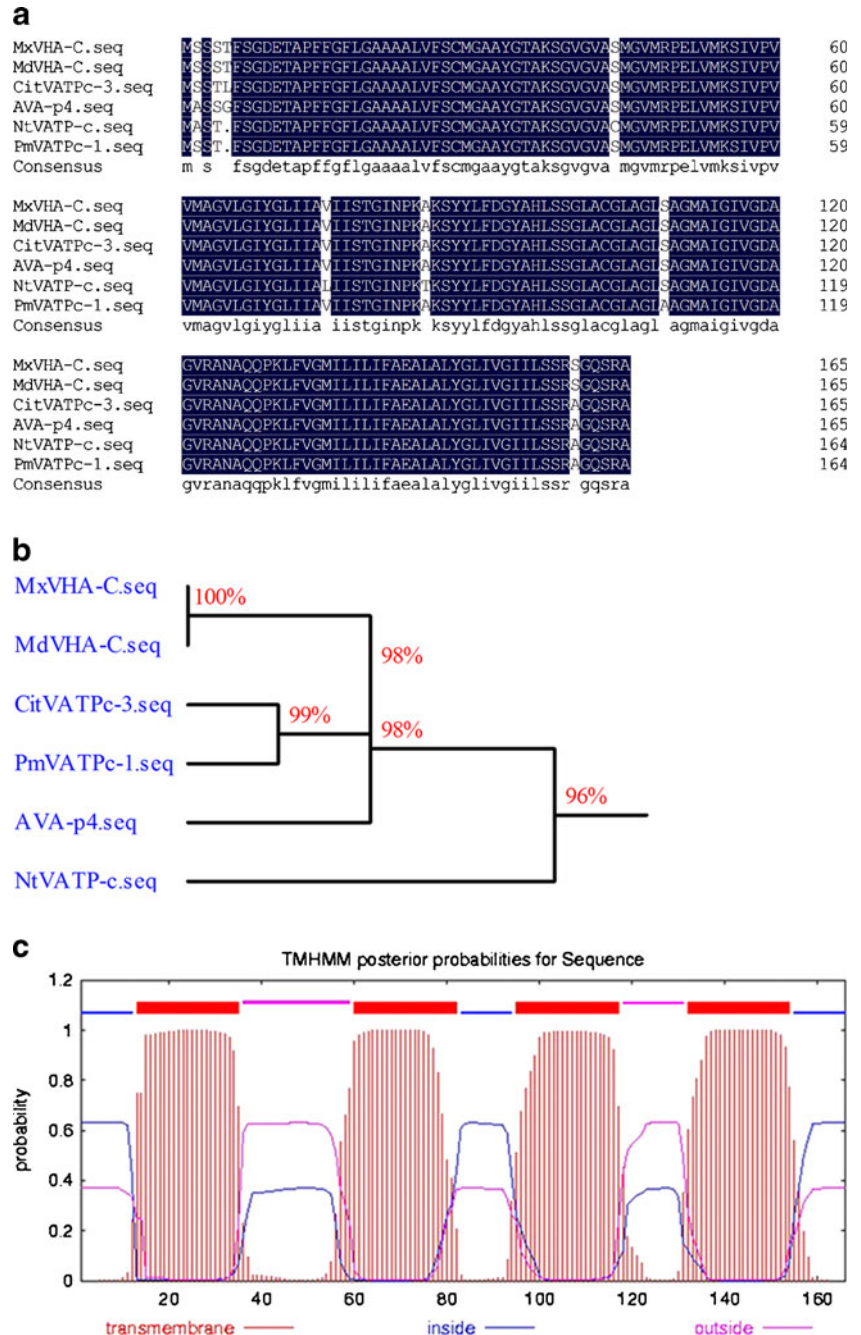 a
MxVHA-C.seq MSSSTFSGDETAPFFGFLGAAAALVFSCMGAAYGTAKSGVGVASMGVMRPELVMKSIVPV 60
MdVHA-C.seq MSSSTFSGDETAPFFGFLGAAAALVFSCMGAAYGTAKSGVGVASMGVMRPELVMKSIVPV 60
CitVATPc-3.seq MSSTLFSGDETAPFFGFLGAAAALVFSCMGAAYGTAKSGVGVASMGVMRPELVMKSIVPV 60
AVA-p4.seq MASSGFSGDETAPFFGFLGAAAALVFSCMGAAYGTAKSGVGVASMGVMRPELVMKSIVPV 60
NtVATP-c.seq MAST.FSGDETAPFFGFLGAAAALVFSCMGAAYGTAKSGVGVACMGVMRPELVMKSIVPV 59
PmVATPc-1.seq MSST.FSGDETAPFFGFLGAAAALVFSCMGAAYGTAKSGVGVASMGVMRPELVMKSIVPV 59
Consensus m s fsgdetapffgflgaaaalvfscmgaaygtaksgvgva mgvmrpelvmksivpv
MxVHA-C.seq VMAGVLGIYGLIIAVIISTGINPKAKSYYLFDGYAHLSSGLACGLAGLSAGMAIGIVGDA 120
MdVHA-C.seq VMAGVLGIYGLIIAVIISTGINPKAKSYYLFDGYAHLSSGLACGLAGLSAGMAIGIVGDA 120
CitVATPc-3.seq VMAGVLGIYGLIIAVIISTGINPKAKSYYLFDGYAHLSSGLACGLAGLSAGMAIGIVGDA 120
AVA-p4.seq VMAGVLGIYGLIIAVIISTGINPKAKSYYLFDGYAHLSSGLACGLAGLSAGMAIGIVGDA 120
NtVATP-c.seq VMAGVLGIYGLIIALIISTGINPKTKSYYLFDGYAHLSSGLACGLAGLSAGMAIGIVGDA 119
PmVATPc-1.seq VMAGVLGIYGLIIAVIISTGINPKAKSYYLFDGYAHLSSGLACGLAGLAAGMAIGIVGDA 119
Consensus vmagvlgiygliia iistginpk ksyylfdgyahlssglacglagl agmaigivgda
MxVHA-C.seq GVRANAQQPKLFVGMILILIFAEALALYGLIVGIILSSRSGQSRA 165
MdVHA-C.seq GVRANAQQPKLFVGMILILIFAEALALYGLIVGIILSSRSGQSRA 165
CitVATPc-3.seq GVRANAQQPKLFVGMILILIFAEALALYGLIVGIILSSRAGQSRA 165
AVA-p4.seq GVRANAQQPKLFVGMILILIFAEALALYGLIVGIILSSRAGQSRA 165
NtVATP-c.seq GVRANAQQPKLFVGMILILIFAEALALYGLIVGIILSSRAGQSRA 164
PmVATPc-1.seq GVRANAQQPKLFVGMILILIFAEALALYGLIVGIILSSRAGQSRA 164
Consensus gvranaqqpklfvgmililifaealalyglivgiilssr gqsra
b
MxVHA-C.seq
100%
MdVHA-C.seq
98%
CitVATPc-3.seq
99% 98%
PmVATPc-1.seq
96%
AVA-p4.seq
NtVATP-c.seq
c
TMHMM posterior probabilities for Sequence
1.2
1
0.8
0.6
0.4
0.2
0
probability
20 40 60 80 100 120 140 160
transmembrane inside outside